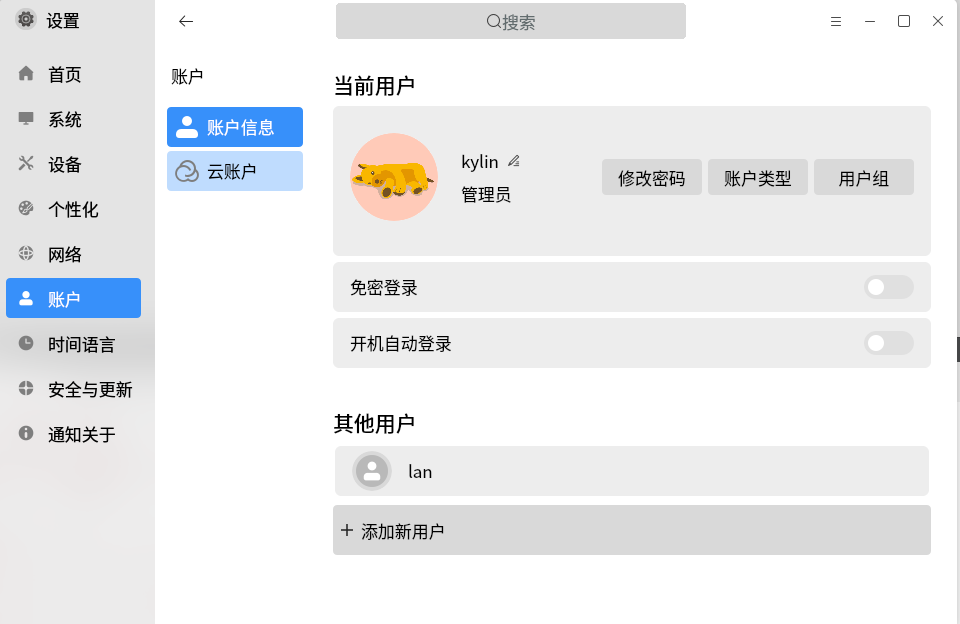 设置
搜索
首页
系统
设备
个性化
网络
账户
时间语言
安全与更新
通知关于
账户
账户信息
云账户
当前用户
kylin
管理员
修改密码
账户类型
用户组
免密登录
开机自动登录
其他用户
lan
添加新用户